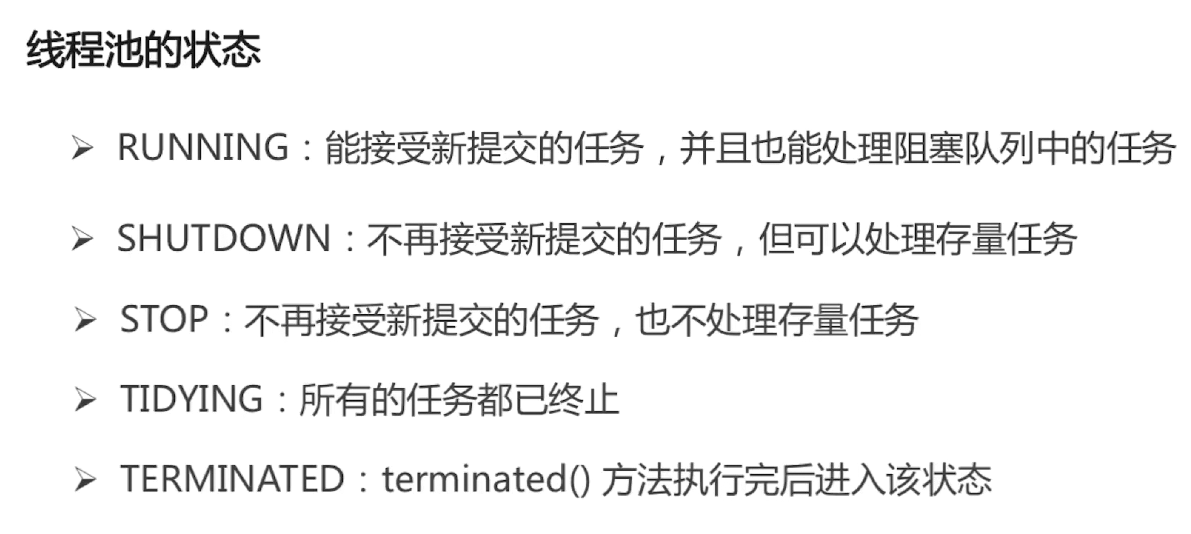 线程池的状态
➢ RUNNING：能接受新提交的任务，并且也能处理阻塞队列中的任务
➢ SHUTDOWN：不再接受新提交的任务，但可以处理存量任务
➢ STOP：不再接受新提交的任务，也不处理存量任务
➢ TIDYING：所有的任务都已终止
➢ TERMINATED：terminated() 方法执行完后进入该状态